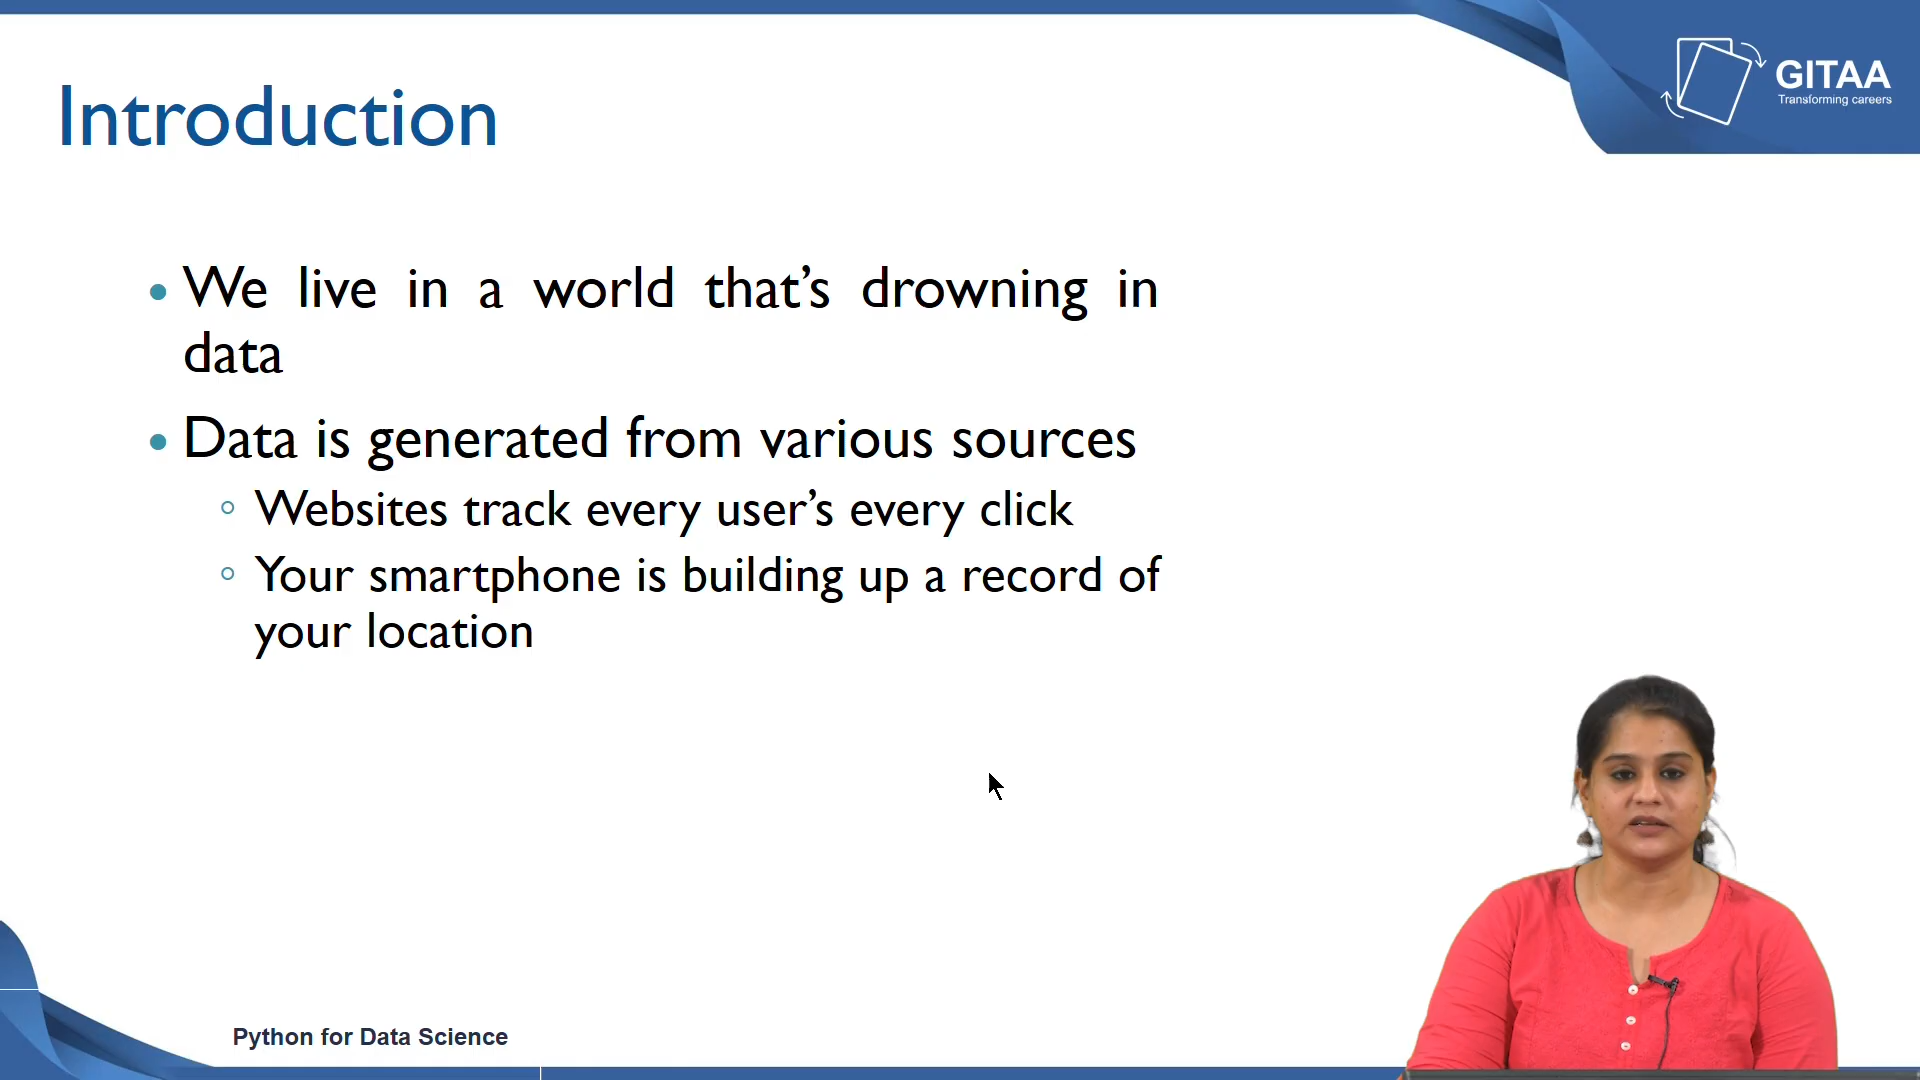 GITAA
Transforming careers
Introduction
• We live in a world that’s drowning in
data
• Data is generated from various sources
◦ Websites track every user’s every click
◦ Your smartphone is building up a record of
your location
Python for Data Science